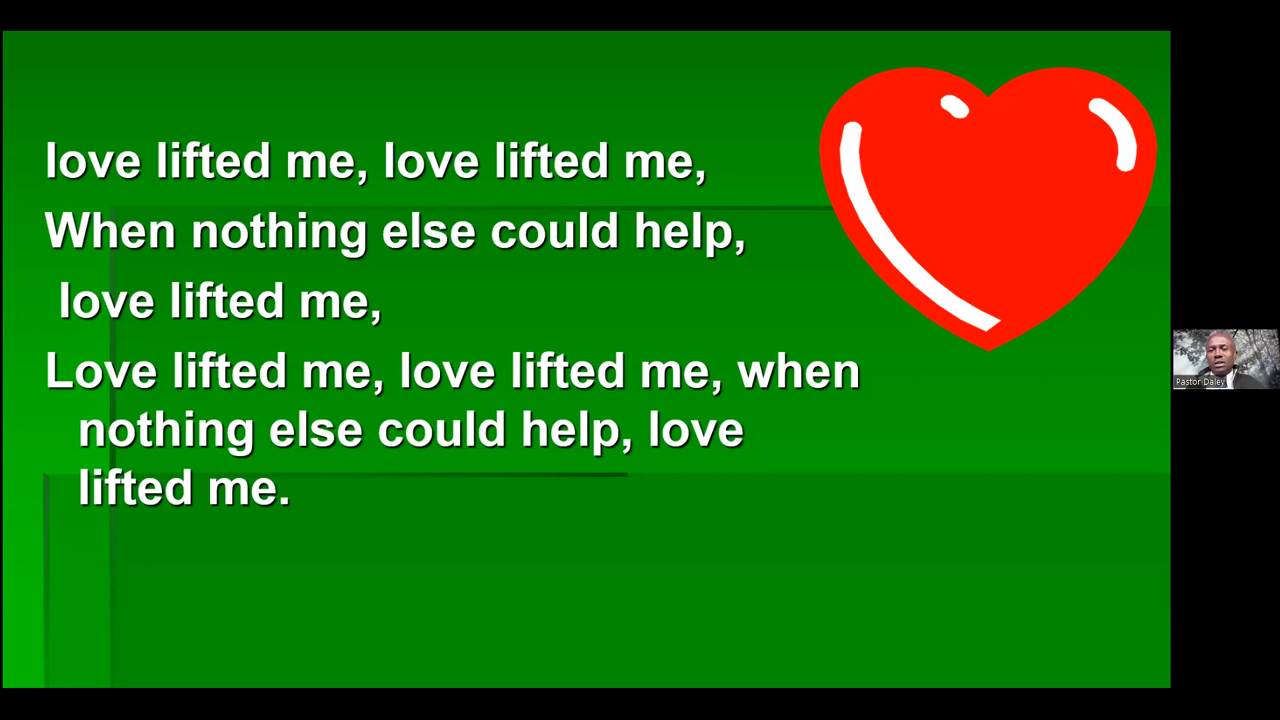 love lifted me, love lifted me,
When nothing else could help,
love lifted me,
Love lifted me, love lifted me, when
nothing else could help, love
lifted me.
Pastor Daley